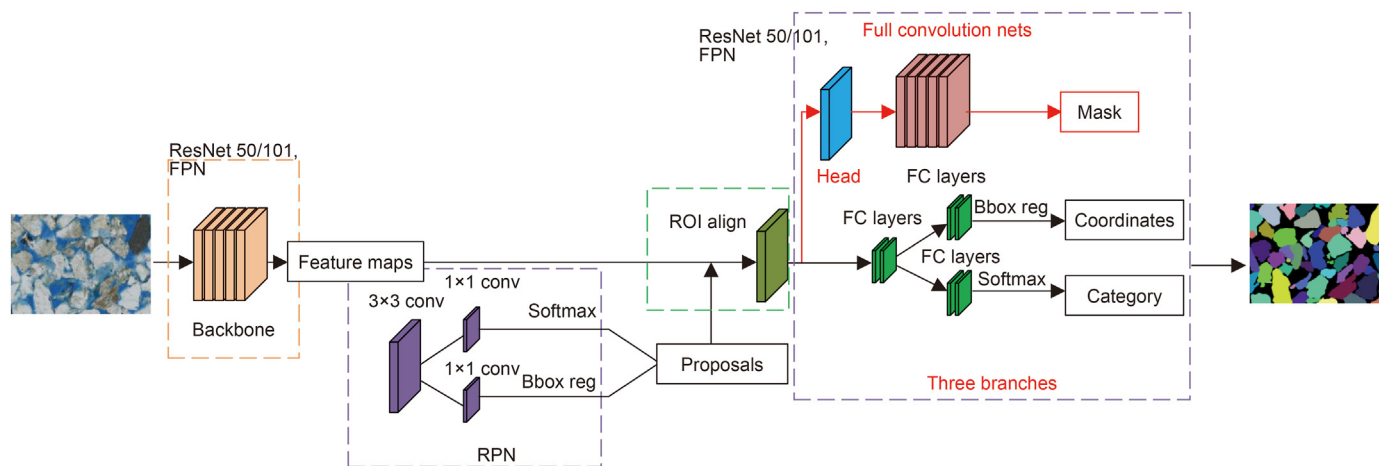 ResNet 50/101,
FPN
Backbone
Feature maps
3×3 conv
1×1 conv
1×1 conv
Softmax
Bbox reg
RPN
Proposals
ROI align
ResNet 50/101,
FPN
Full convolution nets
Head
Mask
FC layers
FC layers
Bbox reg
Coordinates
FC layers
Softmax
Category
Three branches